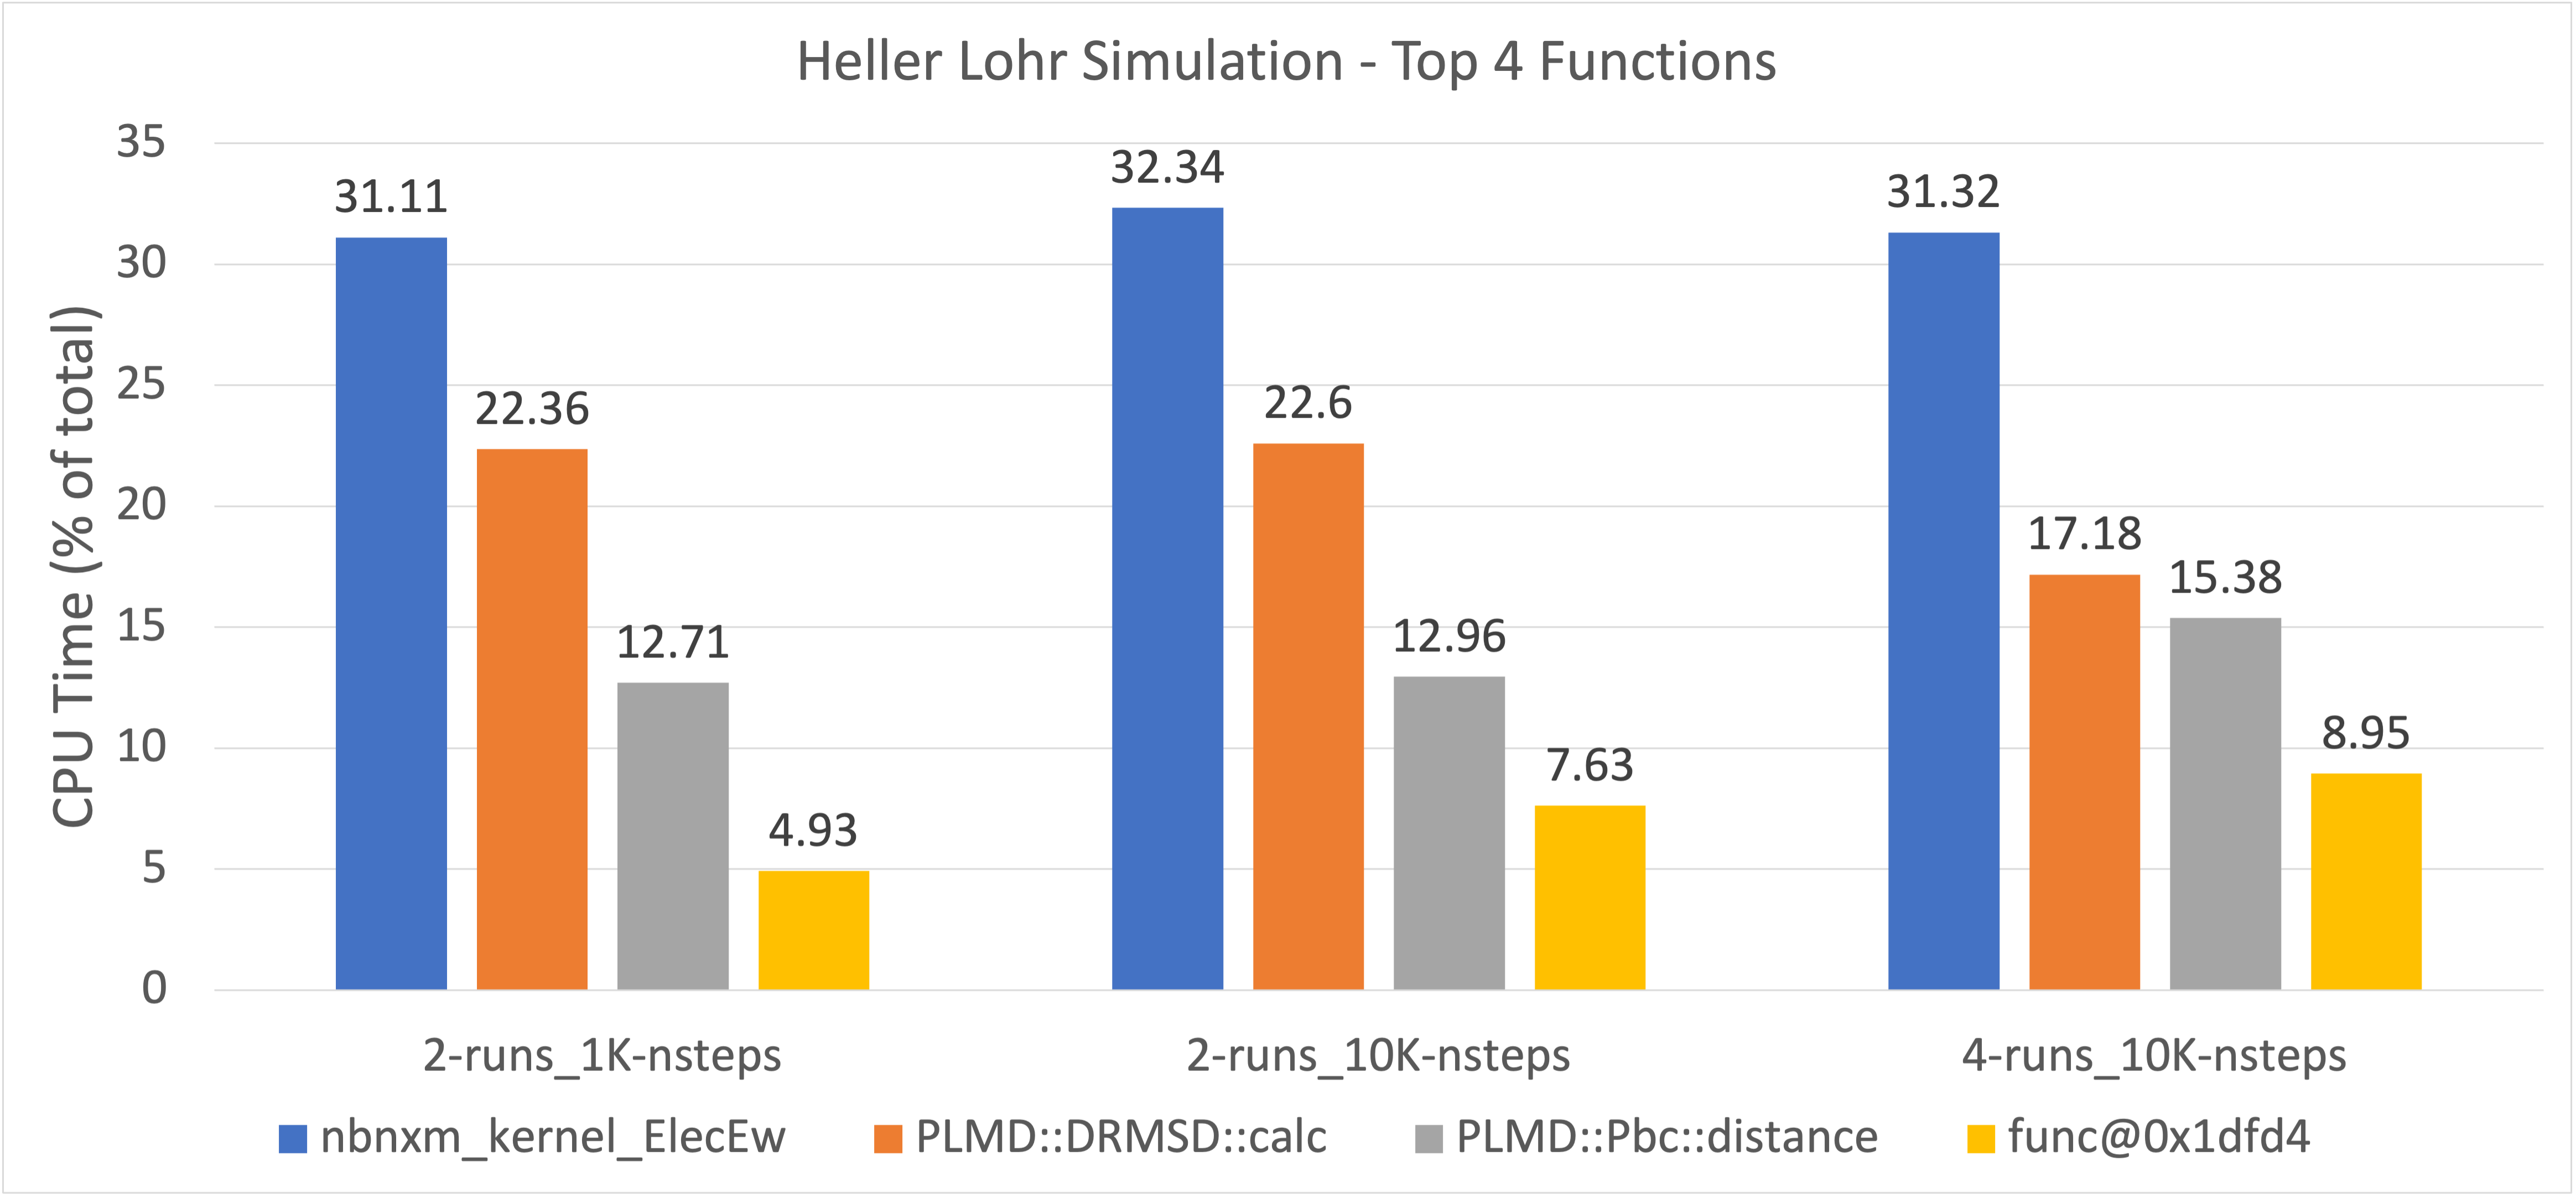 Heller Lohr Simulation - Top 4 Functions
CPU Time (% of total)
35
30
25
20
15
10
5
0
31.11
22.36
12.71
4.93
32.34
22.6
12.96
7.63
31.32
17.18
15.38
8.95
2-runs_1K-nsteps
2-runs_10K-nsteps
4-runs_10K-nsteps
nbnxm_kernel_ElecEw
PLMD::DRMSD::calc
PLMD::Pbc::distance
func@0x1dfd4